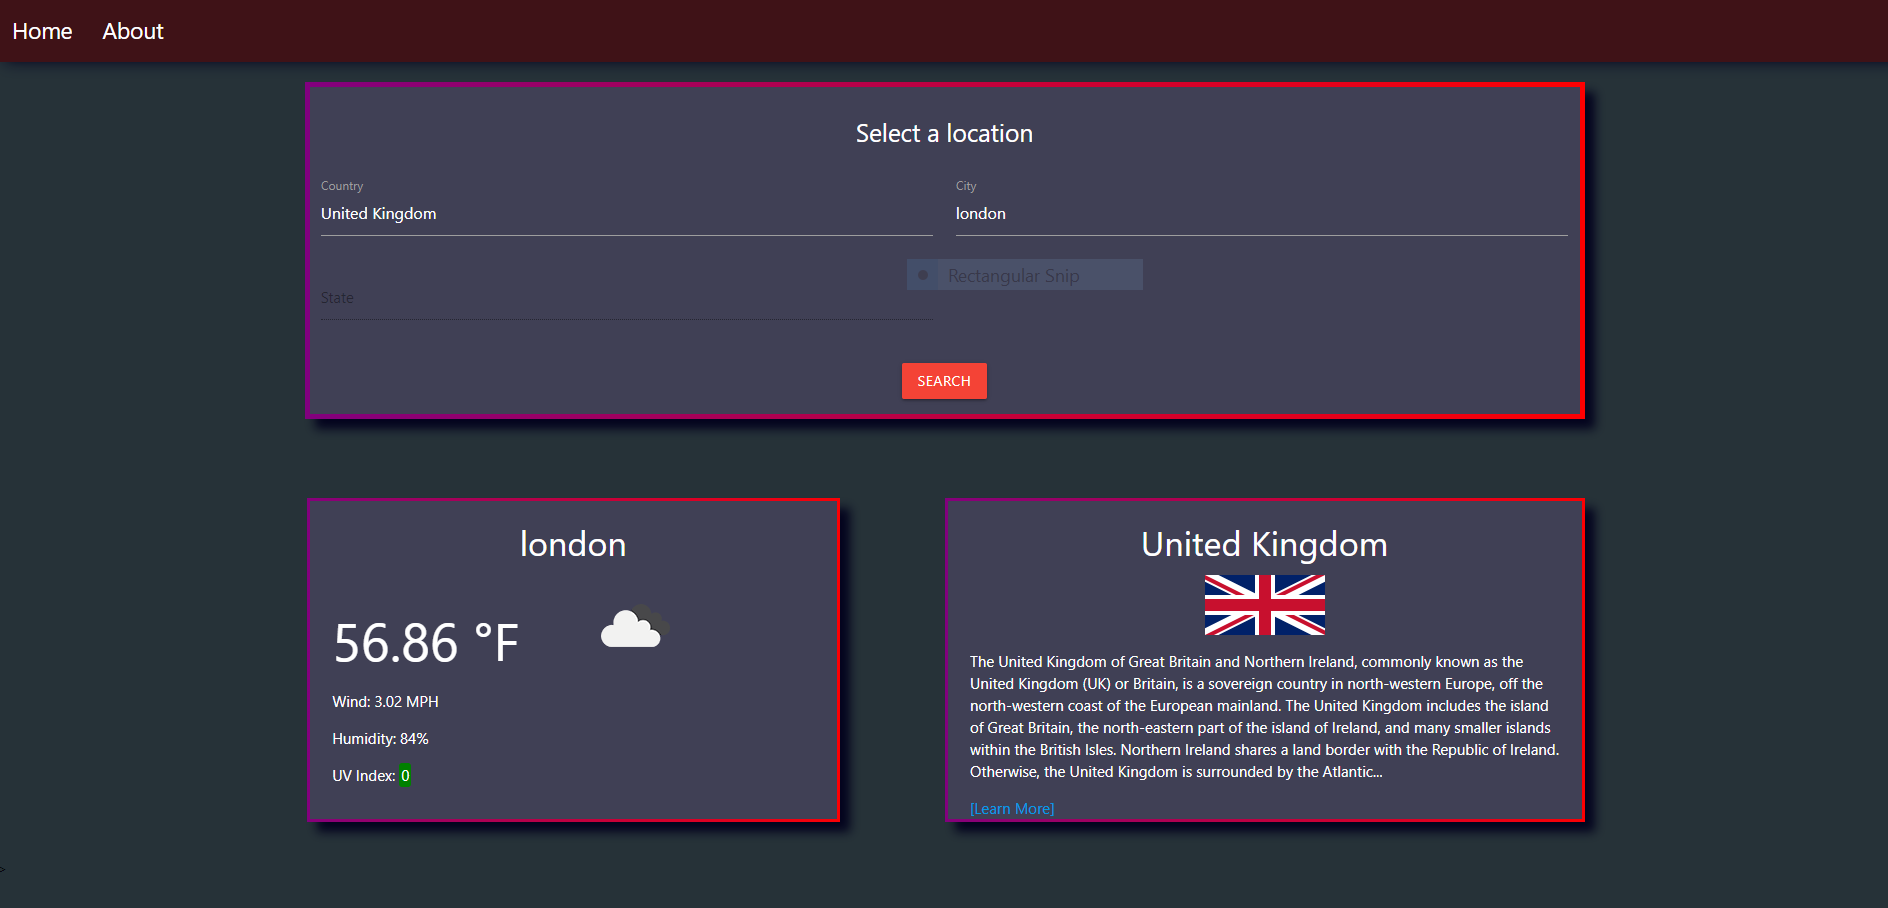 Home About
Select a location
Country
United Kingdom
City
london
Rectangular Snip
State
SEARCH
london
56.86 °F
Wind: 3.02 MPH
Humidity: 84%
UV Index: 0
United Kingdom
The United Kingdom of Great Britain and Northern Ireland, commonly known as the
United Kingdom (UK) or Britain, is a sovereign country in north-western Europe, off the
north-western coast of the European mainland. The United Kingdom includes the island
of Great Britain, the north-eastern part of the island of Ireland, and many smaller islands
within the British Isles. Northern Ireland shares a land border with the Republic of Ireland.
Otherwise, the United Kingdom is surrounded by the Atlantic...
[Learn More]
>